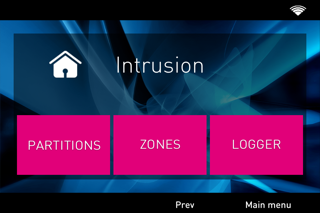 Intrusion
PARTITIONS
ZONES
LOGGER
Prev
Main menu